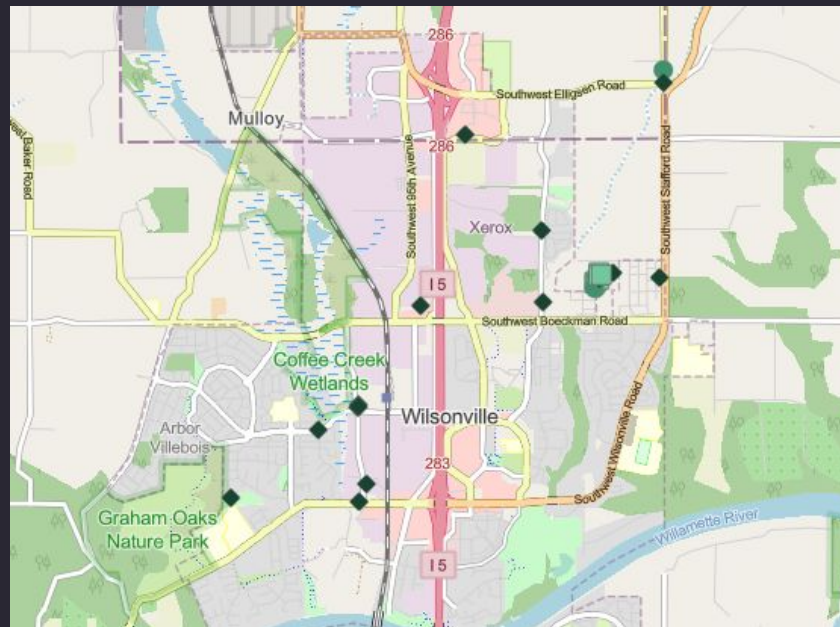 286
Southwest Elligsen Road
Mulloy
286
Southwest 95th Avenue
Southwest Stafford Road
west Baker Road
Xerox
I 5
Southwest Boeckman Road
Coffee Creek
Wetlands
Wilsonville
Arbor
Villebois
Southwest Wilsonville Road
283
Graham Oaks
Nature Park
Willamette River
I 5